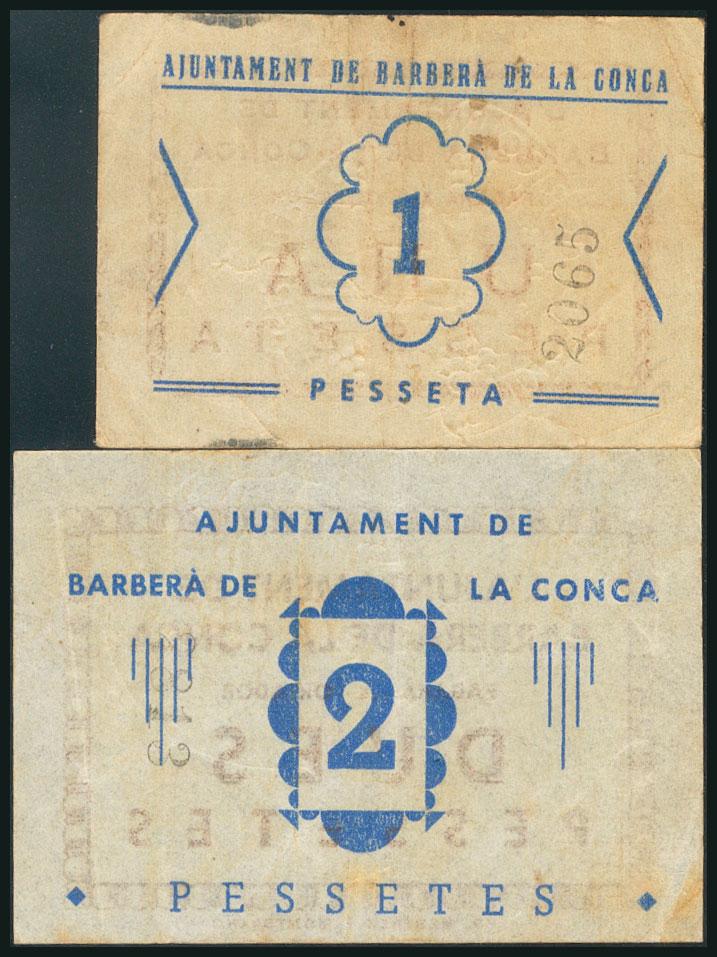 AJUNTAMENT DE BARBERÀ DE LA CONCA
1
2065
PESSETA
AJUNTAMENT DE
BARBERÀ DE LA CONCA
2
PESSETES